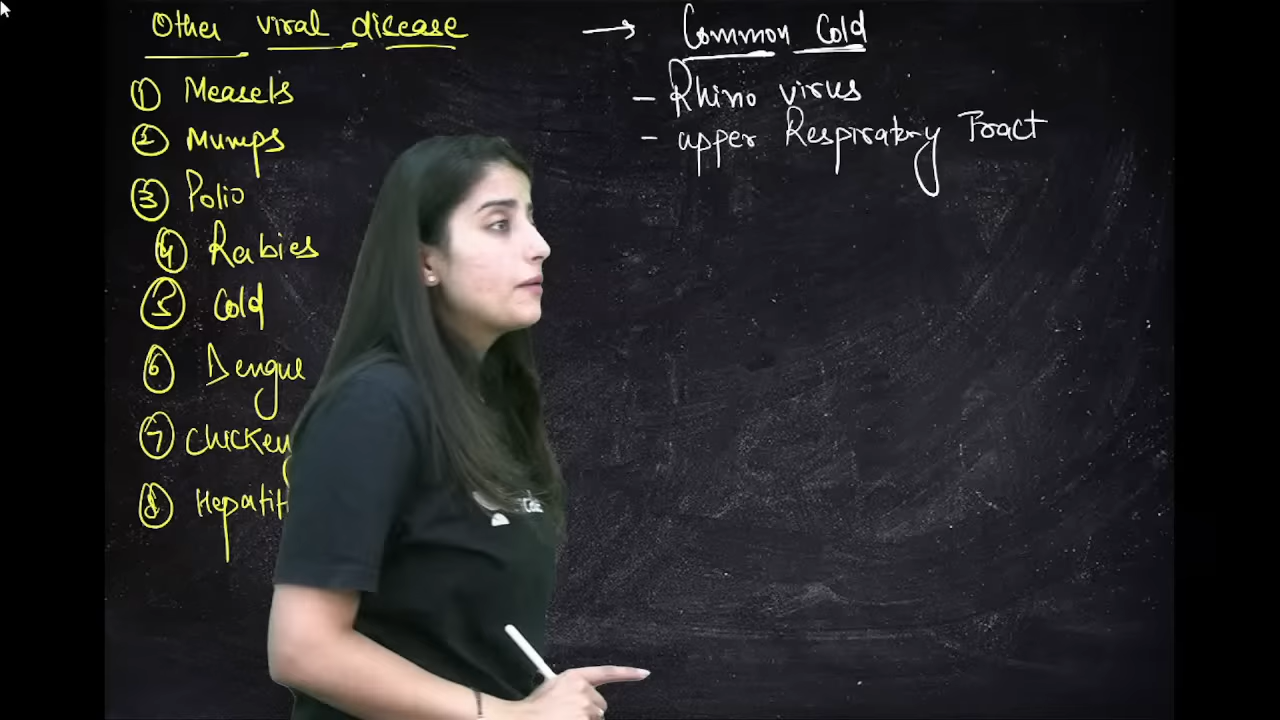 Other viral disease
① Measels
② Mumps
③ Polio
④ Rabies
⑤ Cold
⑥ Dengue
⑦ Chicken
⑧ Hepatit
→ Common Cold
- Rhino virus
- upper Respiratory Tract